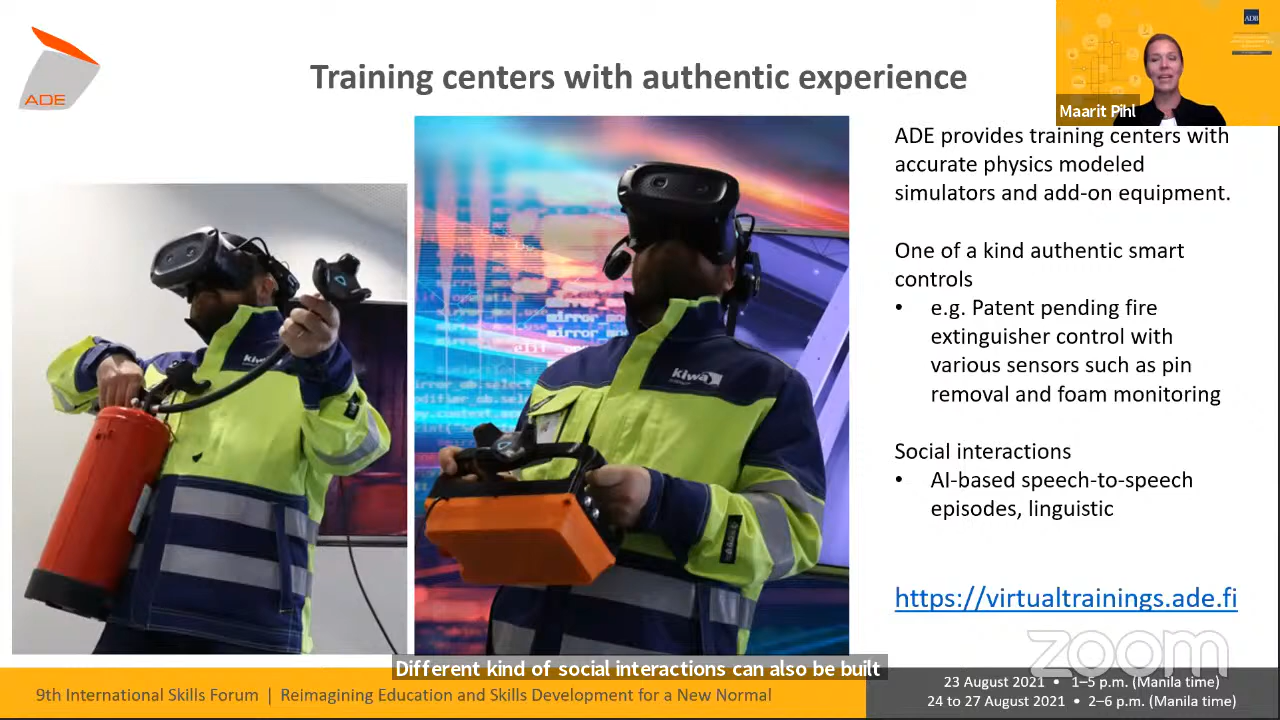 ADE
Training centers with authentic experience
ADB
Maarit Pihl
ADE provides training centers with
accurate physics modeled
simulators and add-on equipment.
One of a kind authentic smart
controls
• e.g. Patent pending fire
extinguisher control with
various sensors such as pin
removal and foam monitoring
Social interactions
• AI-based speech-to-speech
episodes, linguistic
https://virtualtrainings.ade.fi
kiwa
kiwa
mirror
zoom
Different kind of social interactions can also be built
9th International Skills Forum | Reimagining Education and Skills Development for a New Normal
23 August 2021 • 1–5 p.m. (Manila time)
24 to 27 August 2021 • 2–6 p.m. (Manila time)